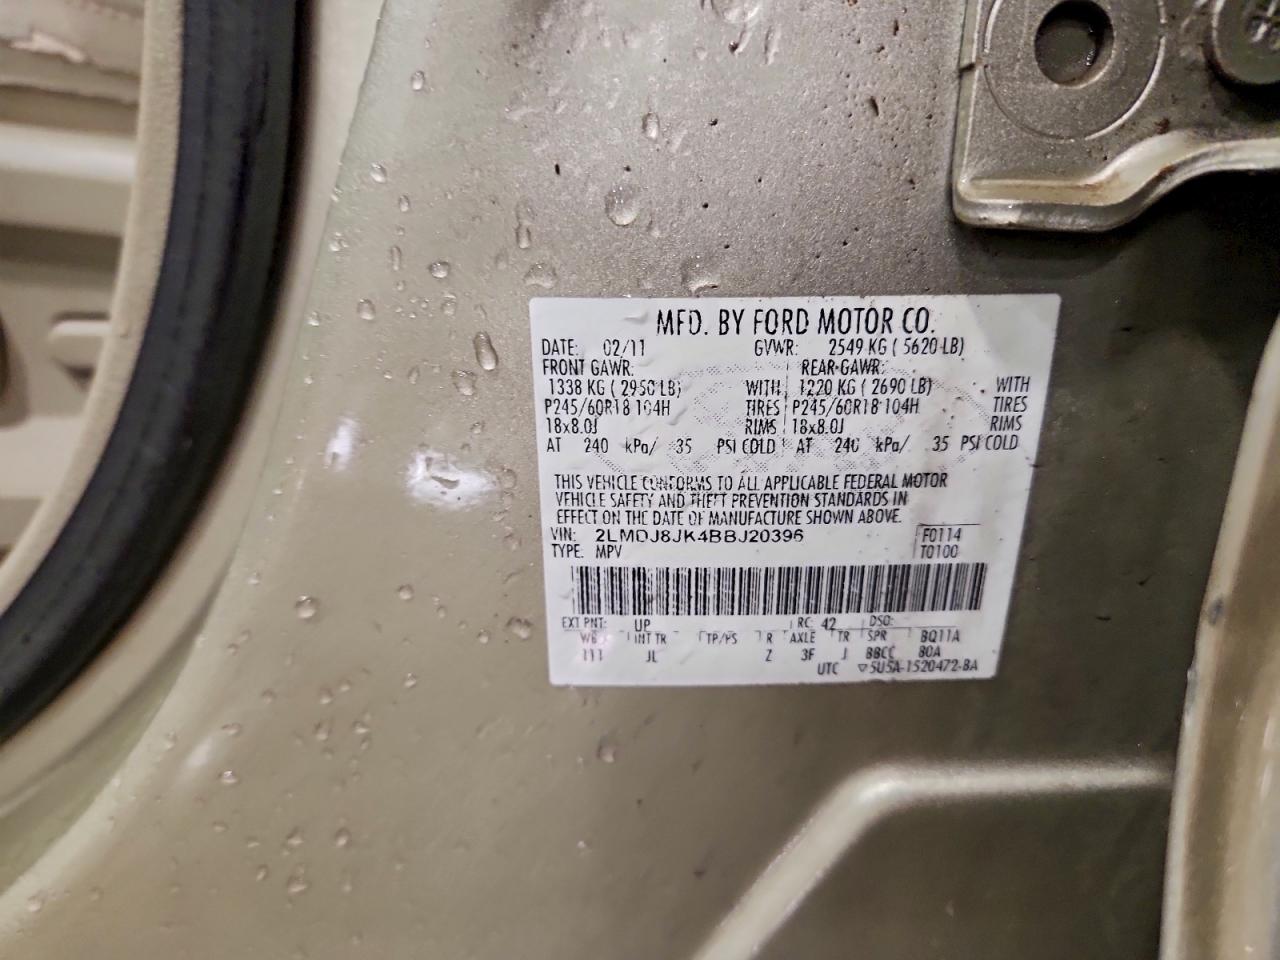 MFD. BY FORD MOTOR CO.
DATE: 02/11 GVWR: 2549 KG ( 5620 LB)
FRONT GAWR: REAR GAWR:
1338 KG ( 2950 LB) WITH 1220 KG ( 2690 LB) WITH
P245/60R18 104H TIRES P245/60R18 104H TIRES
18x8.0J RIMS 18x8.0J RIMS
AT 240 kPa/ 35 PSI COLD AT 240 kPa/ 35 PSI COLD
THIS VEHICLE CONFORMS TO ALL APPLICABLE FEDERAL MOTOR
VEHICLE SAFETY AND THEFT PREVENTION STANDARDS IN
EFFECT ON THE DATE OF MANUFACTURE SHOWN ABOVE.
VIN: 2LMDJ8JK4BBJ20396 F0114
TYPE: MPV T0100
EXT PNT: UP RC: 42 DSO:
WB INT TR TP/PS R AXLE TR SPR BQ11A
111 JL Z 3F J BBCC 80A
UTC ▽5U5A-1520472-BA